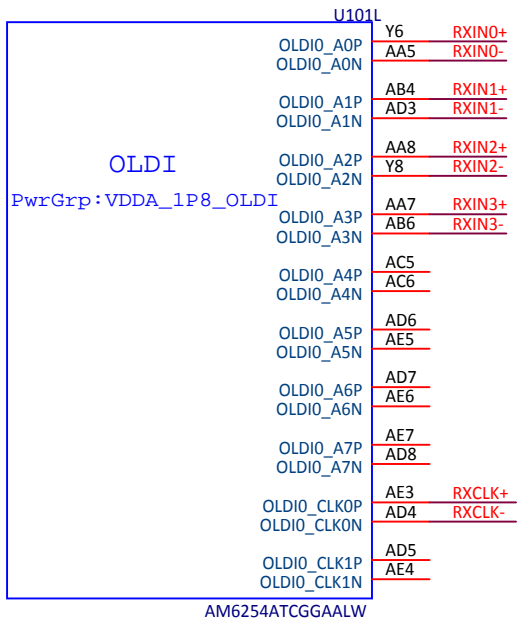 U101L
OLDI0_A0P Y6 RXIN0+
OLDI0_A0N AA5 RXIN0-
OLDI0_A1P AB4 RXIN1+
OLDI0_A1N AD3 RXIN1-
OLDI
OLDI0_A2P AA8 RXIN2+
OLDI0_A2N Y8 RXIN2-
PwrGrp:VDDA_1P8_OLDI
OLDI0_A3P AA7 RXIN3+
OLDI0_A3N AB6 RXIN3-
OLDI0_A4P AC5
OLDI0_A4N AC6
OLDI0_A5P AD6
OLDI0_A5N AE5
OLDI0_A6P AD7
OLDI0_A6N AE6
OLDI0_A7P AE7
OLDI0_A7N AD8
OLDI0_CLK0P AE3 RXCLK+
OLDI0_CLK0N AD4 RXCLK-
OLDI0_CLK1P AD5
OLDI0_CLK1N AE4
AM6254ATCGGAALW